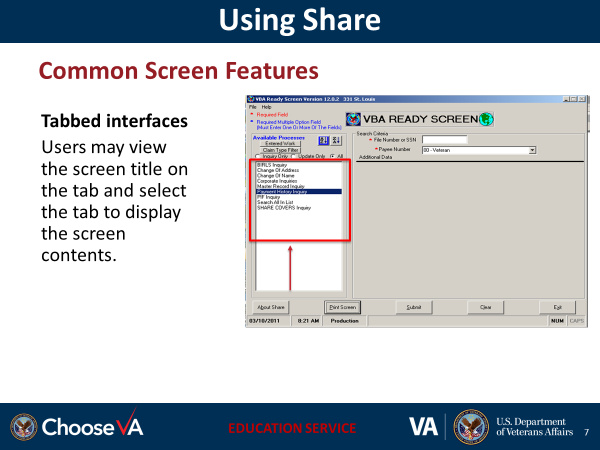 Using Share
Common Screen Features
Tabbed interfaces
Users may view
the screen title on
the tab and select
the tab to display
the screen
contents.
VBA Ready Screen Version 12.0.2 331 St. Louis
File Help
* Required Field
* Required Multiple Option Field
(Must Enter One Or More Of The Fields)
VBA READY SCREEN
Available Processes
Entered Work
Claim Type Filter
Inquiry Only Update Only All
BIRLS Inquiry
Change Of Address
Change Of Name
Corporate Inquiries
Master Record Inquiry
Payment History Inquiry
PIF Inquiry
Search All In List
SHARE COVERS Inquiry
Search Criteria
* File Number or SSN
* Payee Number 00 - Veteran
Additional Data
About Share Print Screen Submit Clear Exit
03/10/2011 8:21 AM Production NUM CAPS
ChooseVA
EDUCATION SERVICE
VA
U.S. Department
of Veterans Affairs
7